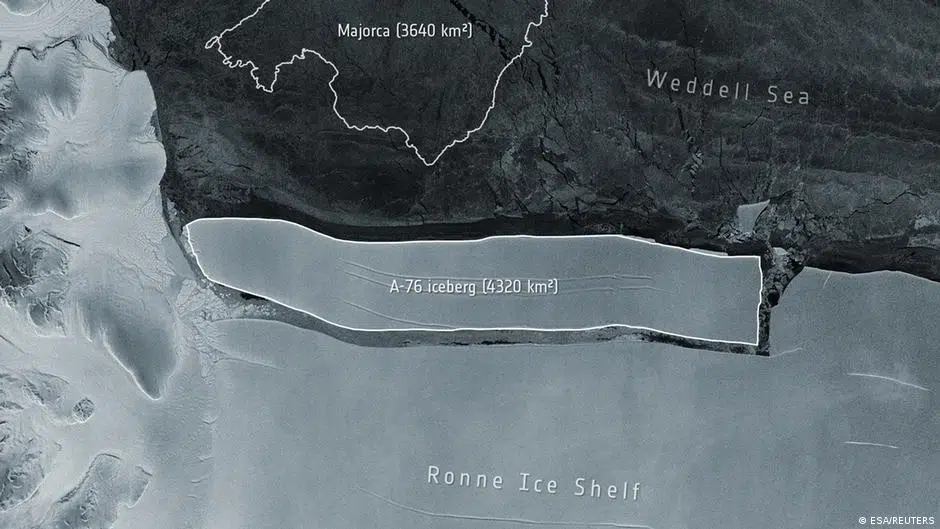 Majorca (3640 km²)
Weddell Sea
A-76 iceberg (4320 km²)
Ronne Ice Shelf
© ESA/REUTERS